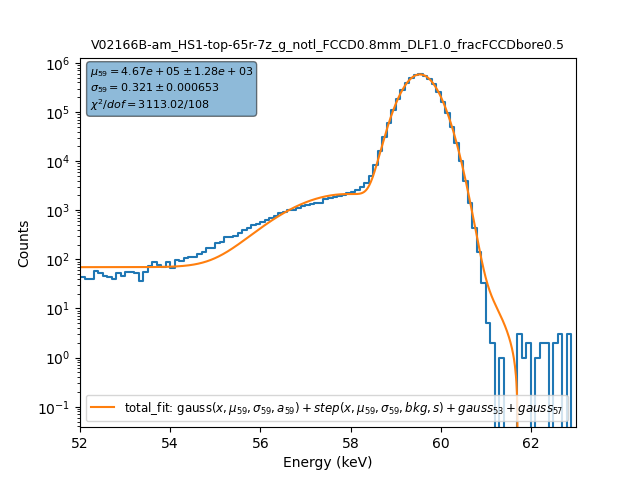 V02166B-am_HS1-top-65r-7z_g_notl_FCCD0.8mm_DLF1.0_fracFCCDbore0.5
μ₅₉ = 4.67e + 05 ± 1.28e + 03
σ₅₉ = 0.321 ± 0.000653
χ²/dof = 3113.02/108
10⁶
10⁵
10⁴
10³
10²
10¹
10⁰
10⁻¹
Counts
total_fit: gauss(x, μ₅₉, σ₅₉, a₅₉) + step(x, μ₅₉, σ₅₉, bkg, s) + gauss₅₃ + gauss₅₇
52 54 56 58 60 62
Energy (keV)